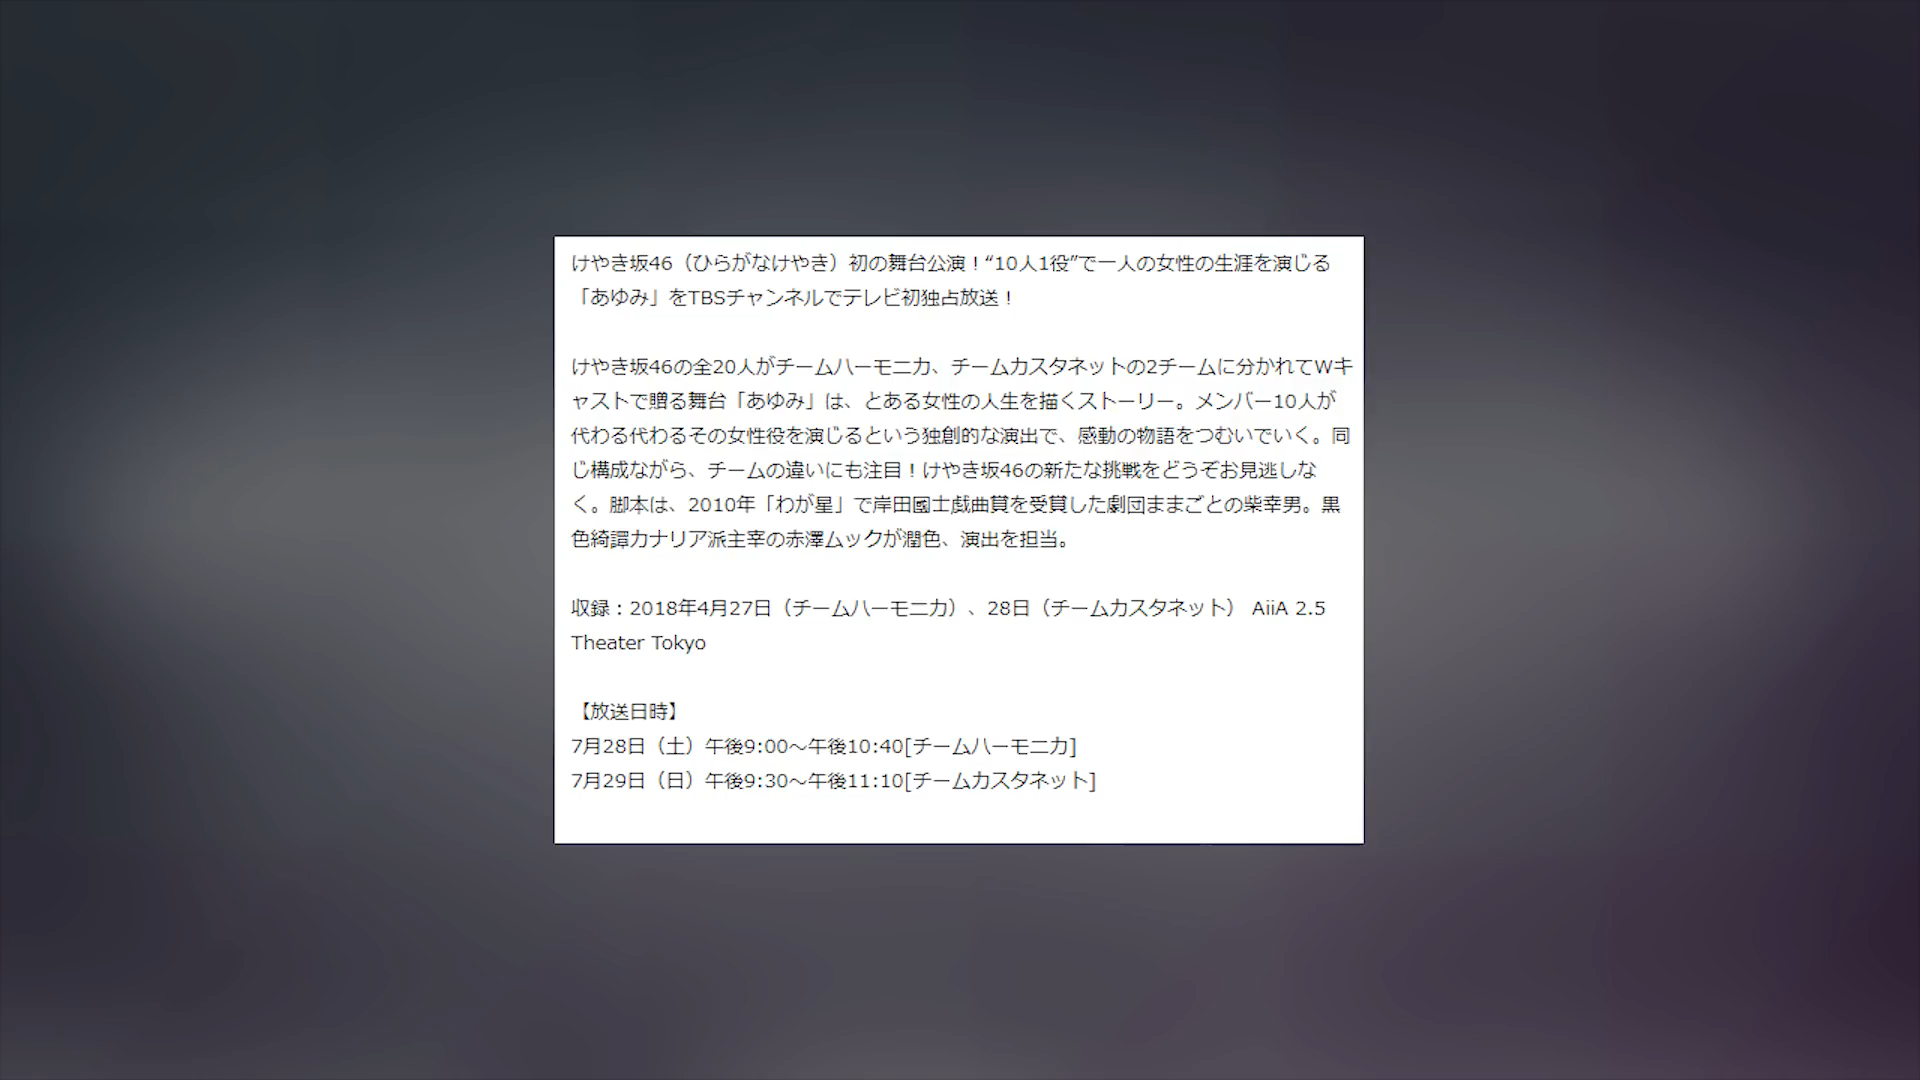 けやき坂46（ひらがなけやき）初の舞台公演！“10人1役”で一人の女性の生涯を演じる
「あゆみ」をTBSチャンネルでテレビ初独占放送！
けやき坂46の全20人がチームハーモニカ、チームカスタネットの2チームに分かれてWキ
ャストで贈る舞台「あゆみ」は、とある女性の人生を描くストーリー。メンバー10人が
代わる代わるその女性役を演じるという独創的な演出で、感動の物語をつむいでいく。同
じ構成ながら、チームの違いにも注目！けやき坂46の新たな挑戦をどうぞお見逃しな
く。脚本は、2010年「わが星」で岸田國士戯曲賞を受賞した劇団ままごとの柴幸男。黒
色綺譚カナリア派主宰の赤澤ムックが潤色、演出を担当。
収録：2018年4月27日（チームハーモニカ）、28日（チームカスタネット） AiiA 2.5
Theater Tokyo
【放送日時】
7月28日（土）午後9:00～午後10:40[チームハーモニカ]
7月29日（日）午後9:30～午後11:10[チームカスタネット]